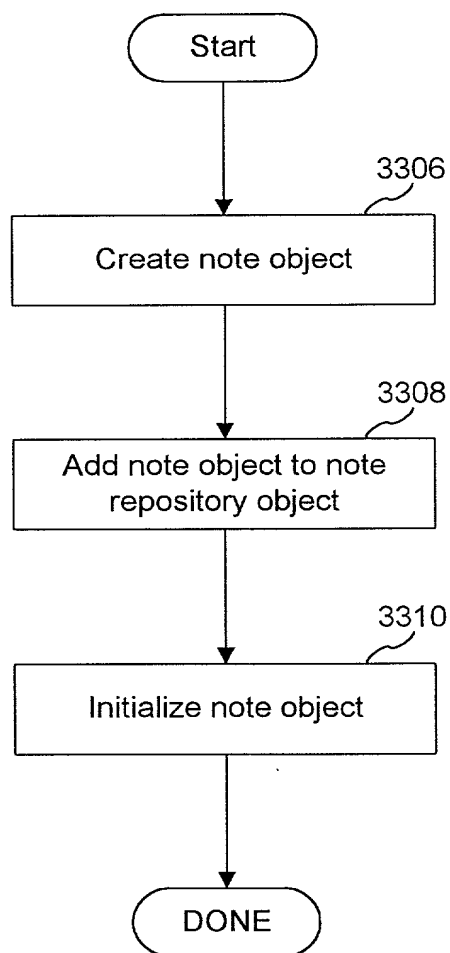 Start
3306
Create note object
3308
Add note object to note
repository object
3310
Initialize note object
DONE